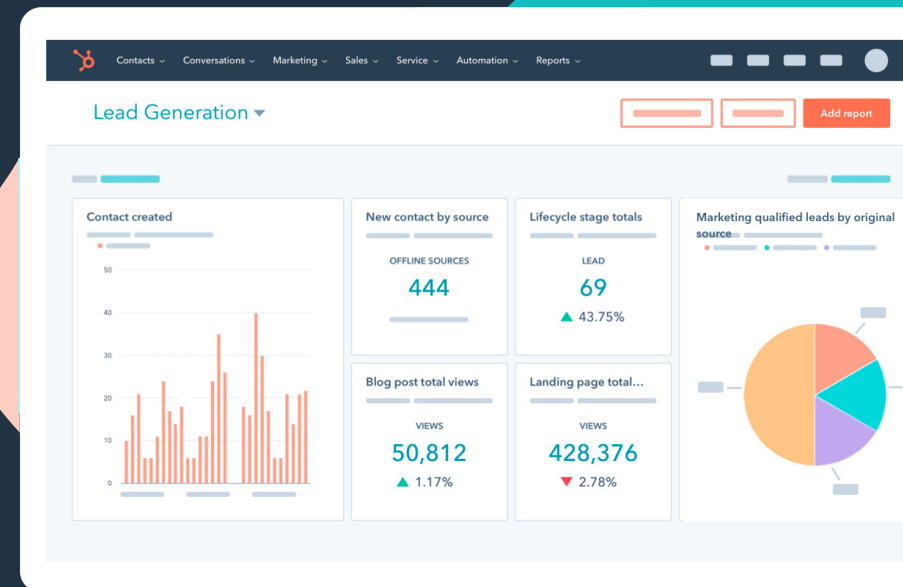 Contacts Conversations Marketing Sales Service Automation Reports
Lead Generation
Add report
Contact created
50
40
30
20
10
0
New contact by source
OFFLINE SOURCES
444
Lifecycle stage totals
LEAD
69
43.75%
Blog post total views
VIEWS
50,812
1.17%
Landing page total...
VIEWS
428,376
2.78%
Marketing qualified leads by original
source